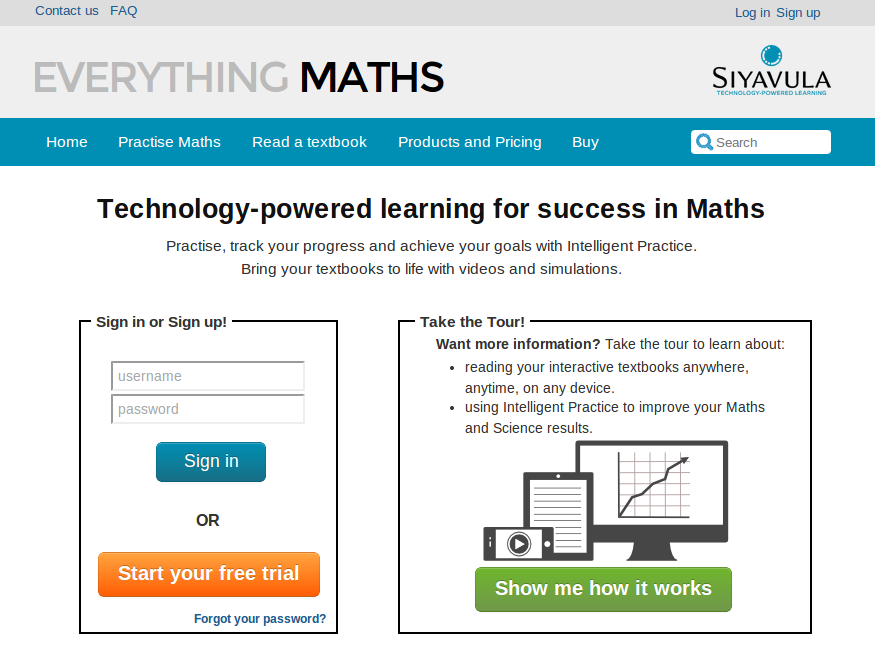 Contact us FAQ Log in Sign up
EVERYTHING MATHS
SIYAVULA
TECHNOLOGY-POWERED LEARNING
Home Practise Maths Read a textbook Products and Pricing Buy Search
Technology-powered learning for success in Maths
Practise, track your progress and achieve your goals with Intelligent Practice.
Bring your textbooks to life with videos and simulations.
Sign in or Sign up!
username
password
Sign in
OR
Start your free trial
Forgot your password?
Take the Tour!
Want more information? Take the tour to learn about:
• reading your interactive textbooks anywhere,
anytime, on any device.
• using Intelligent Practice to improve your Maths
and Science results.
Show me how it works